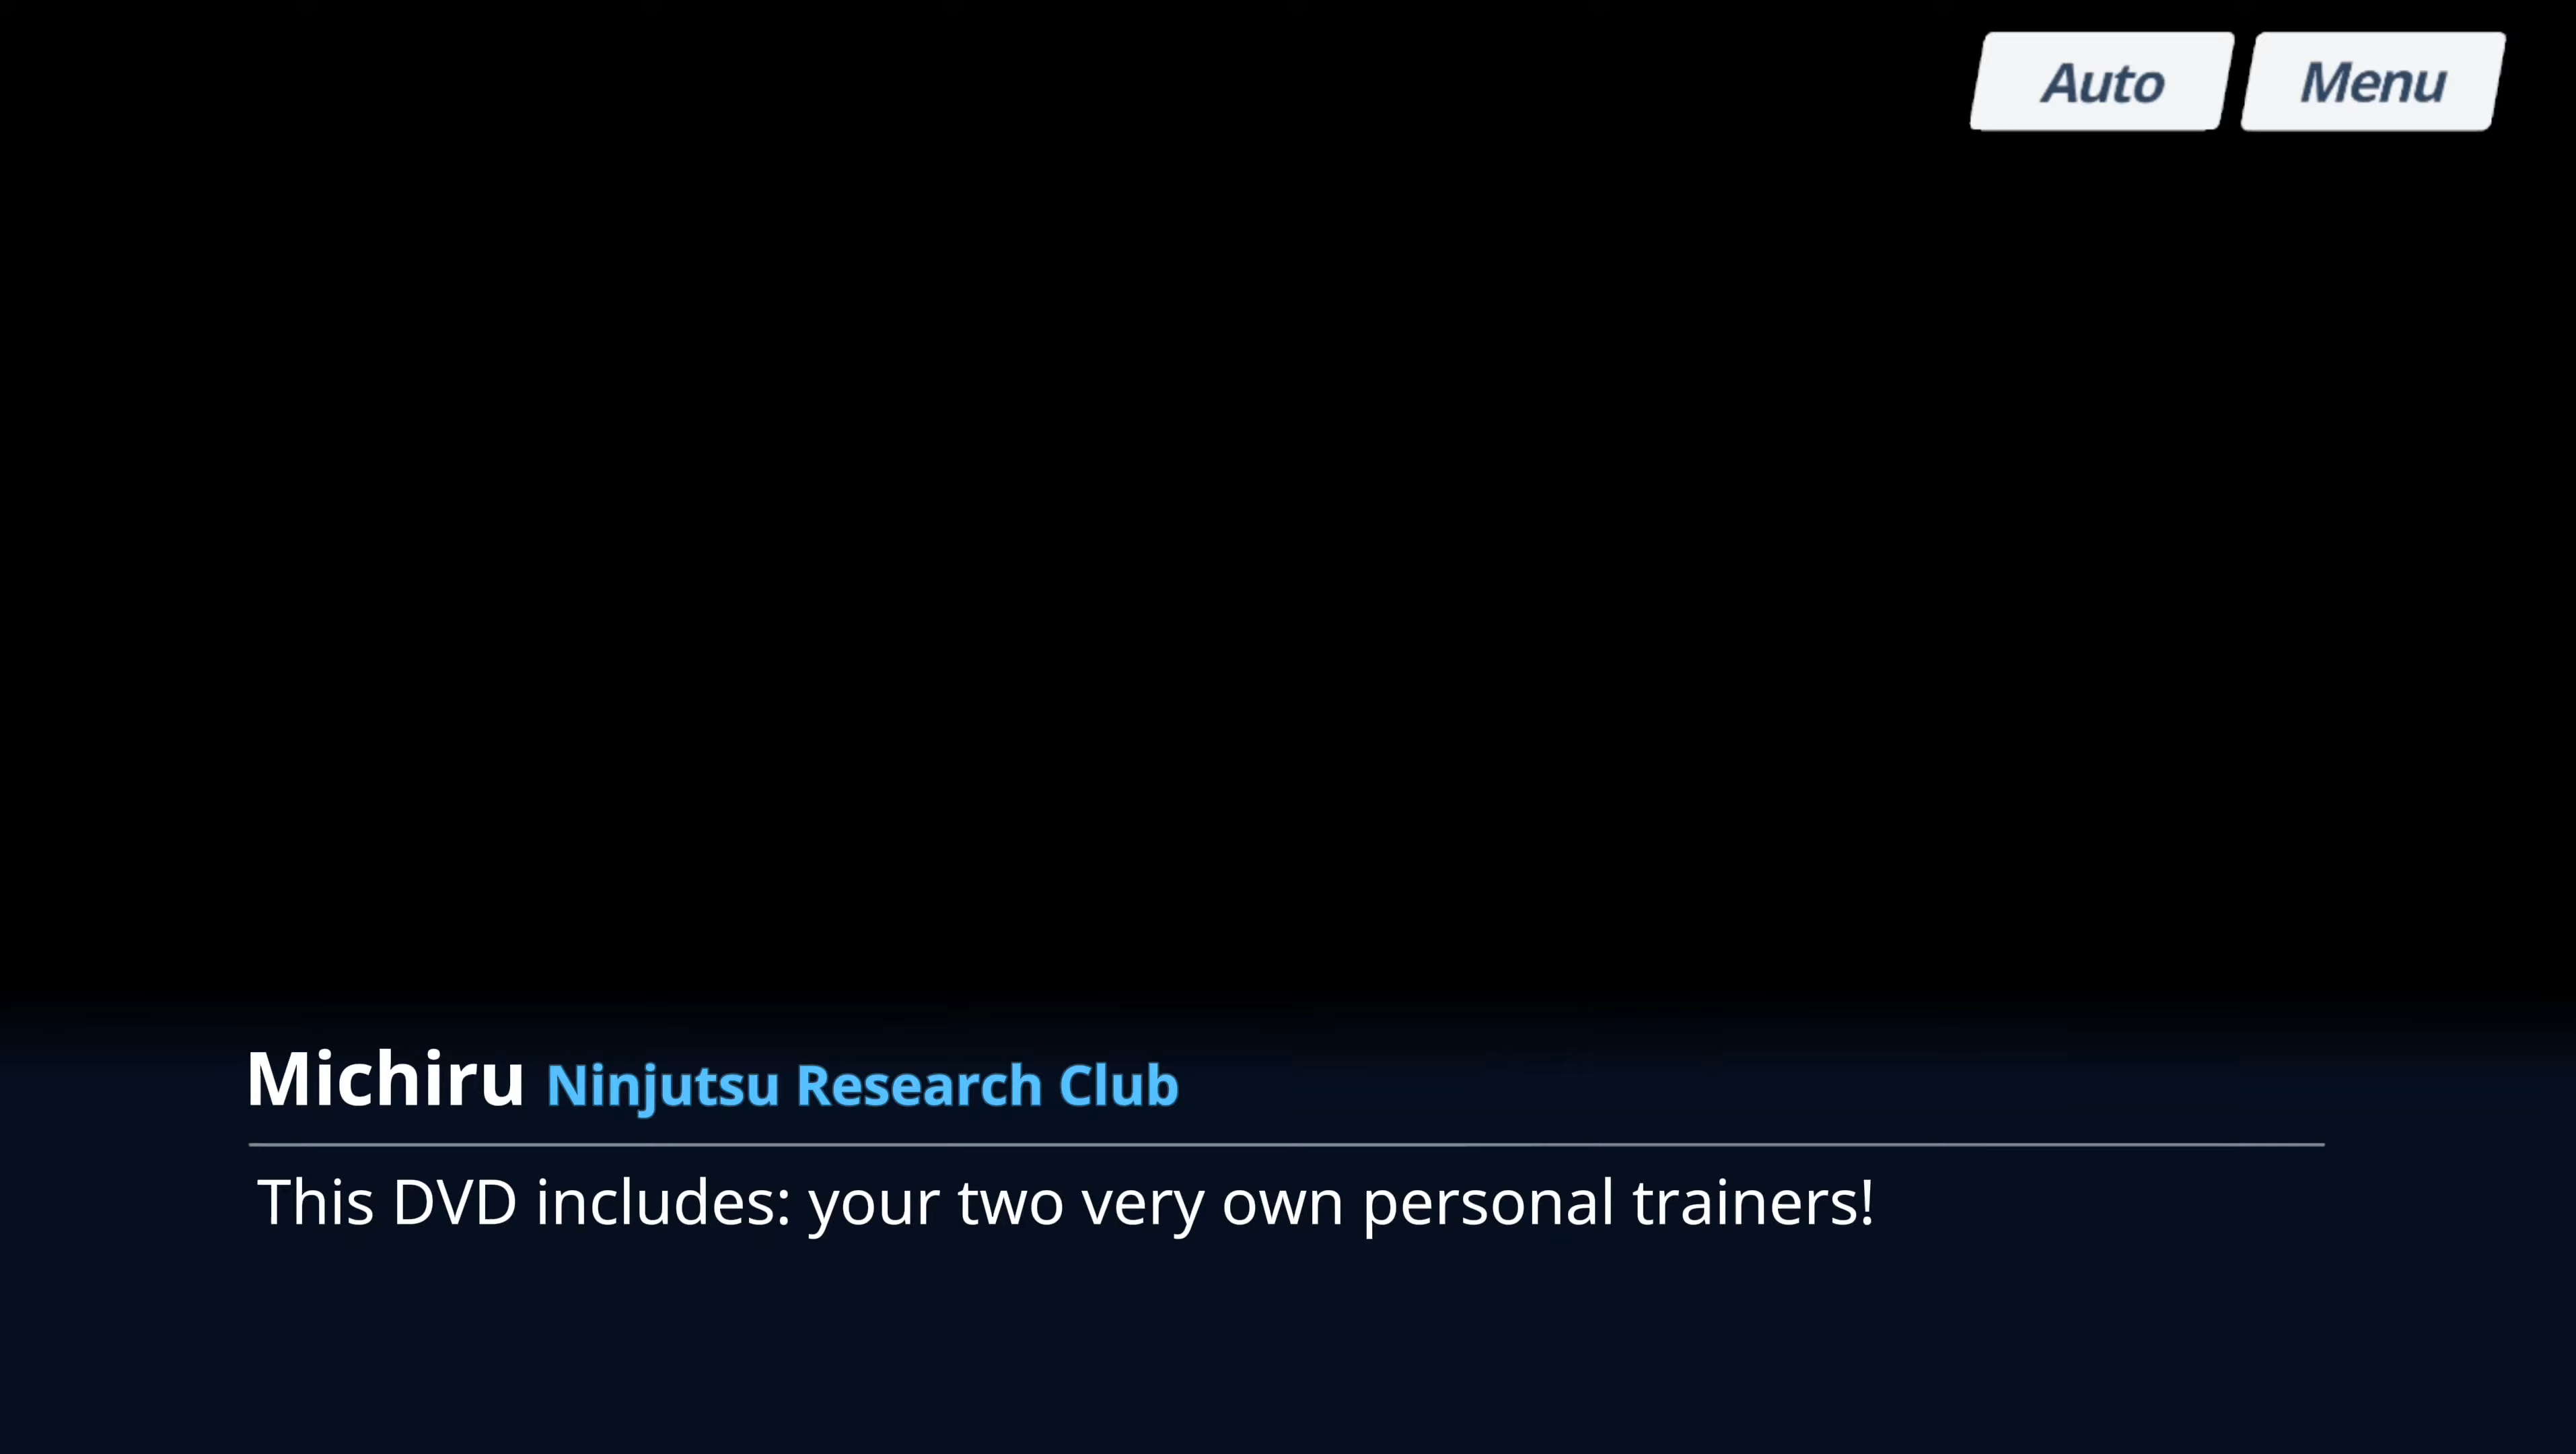 Auto Menu
Michiru Ninjutsu Research Club
This DVD includes: your two very own personal trainers!